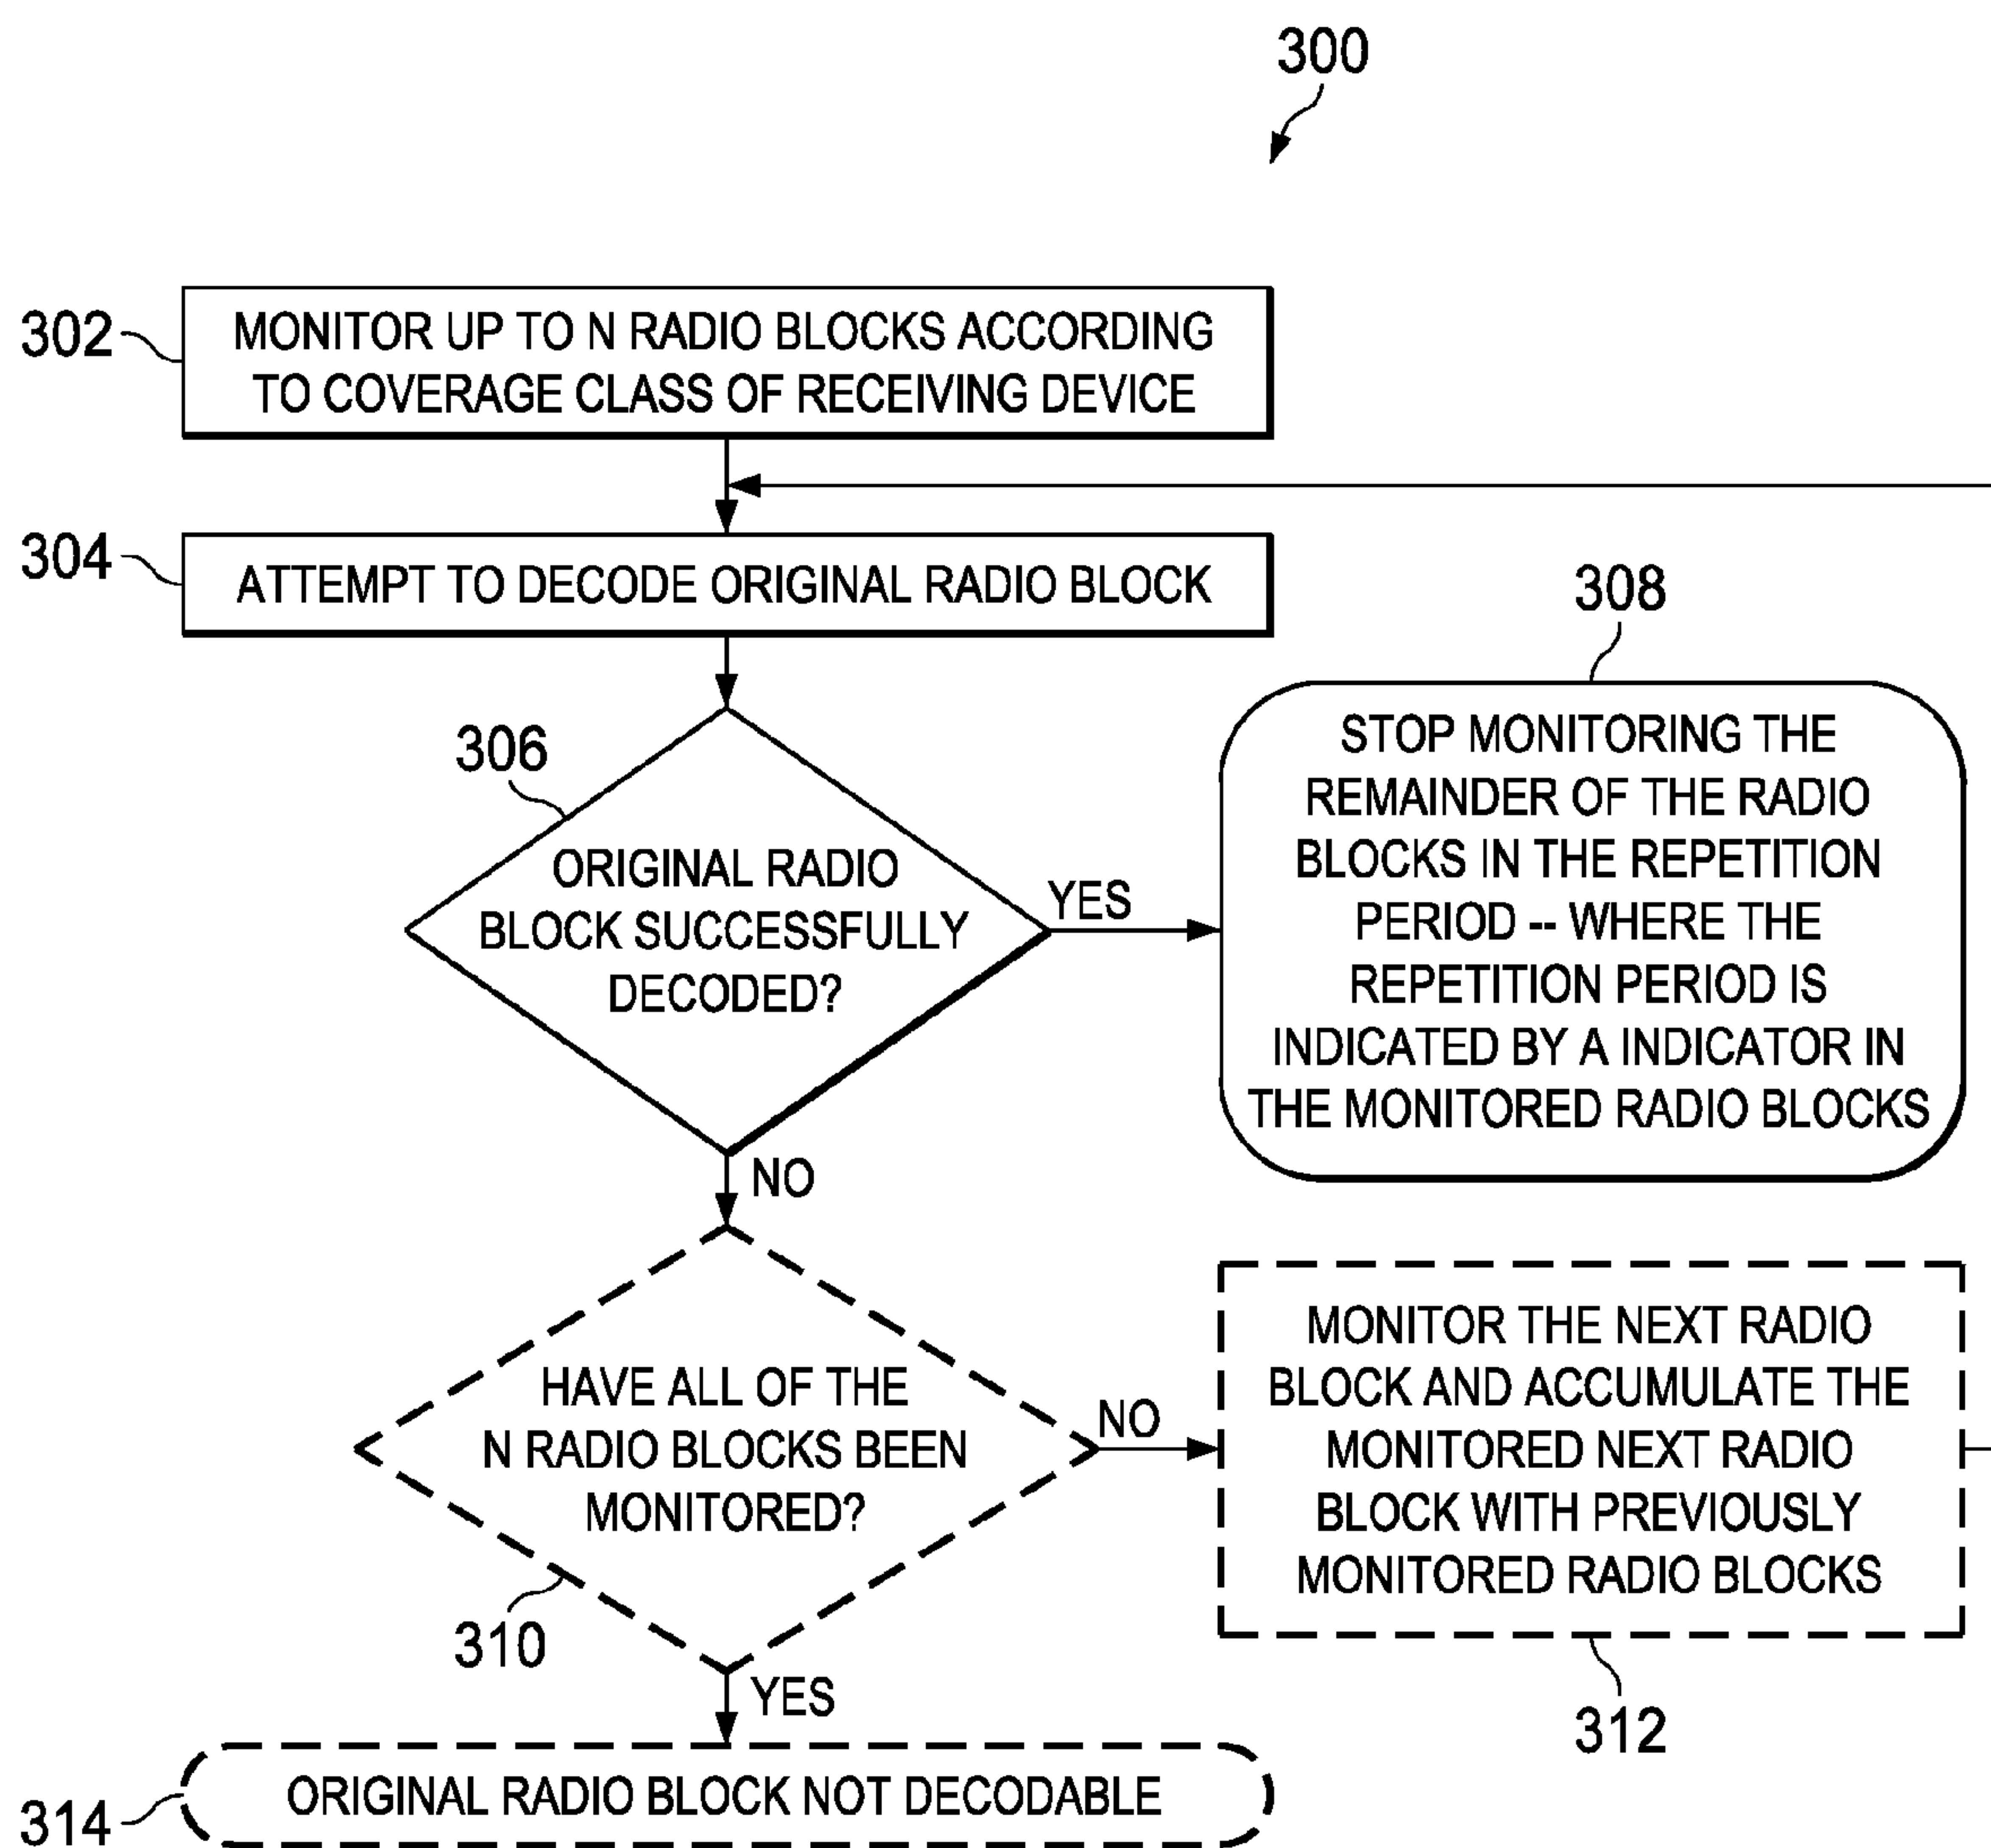 300
302
MONITOR UP TO N RADIO BLOCKS ACCORDING
TO COVERAGE CLASS OF RECEIVING DEVICE
304
ATTEMPT TO DECODE ORIGINAL RADIO BLOCK
306
ORIGINAL RADIO
BLOCK SUCCESSFULLY
DECODED?
YES
308
STOP MONITORING THE
REMAINDER OF THE RADIO
BLOCKS IN THE REPETITION
PERIOD -- WHERE THE
REPETITION PERIOD IS
INDICATED BY A INDICATOR IN
THE MONITORED RADIO BLOCKS
NO
HAVE ALL OF THE
N RADIO BLOCKS BEEN
MONITORED?
310
NO
MONITOR THE NEXT RADIO
BLOCK AND ACCUMULATE THE
MONITORED NEXT RADIO
BLOCK WITH PREVIOUSLY
MONITORED RADIO BLOCKS
312
YES
314
ORIGINAL RADIO BLOCK NOT DECODABLE